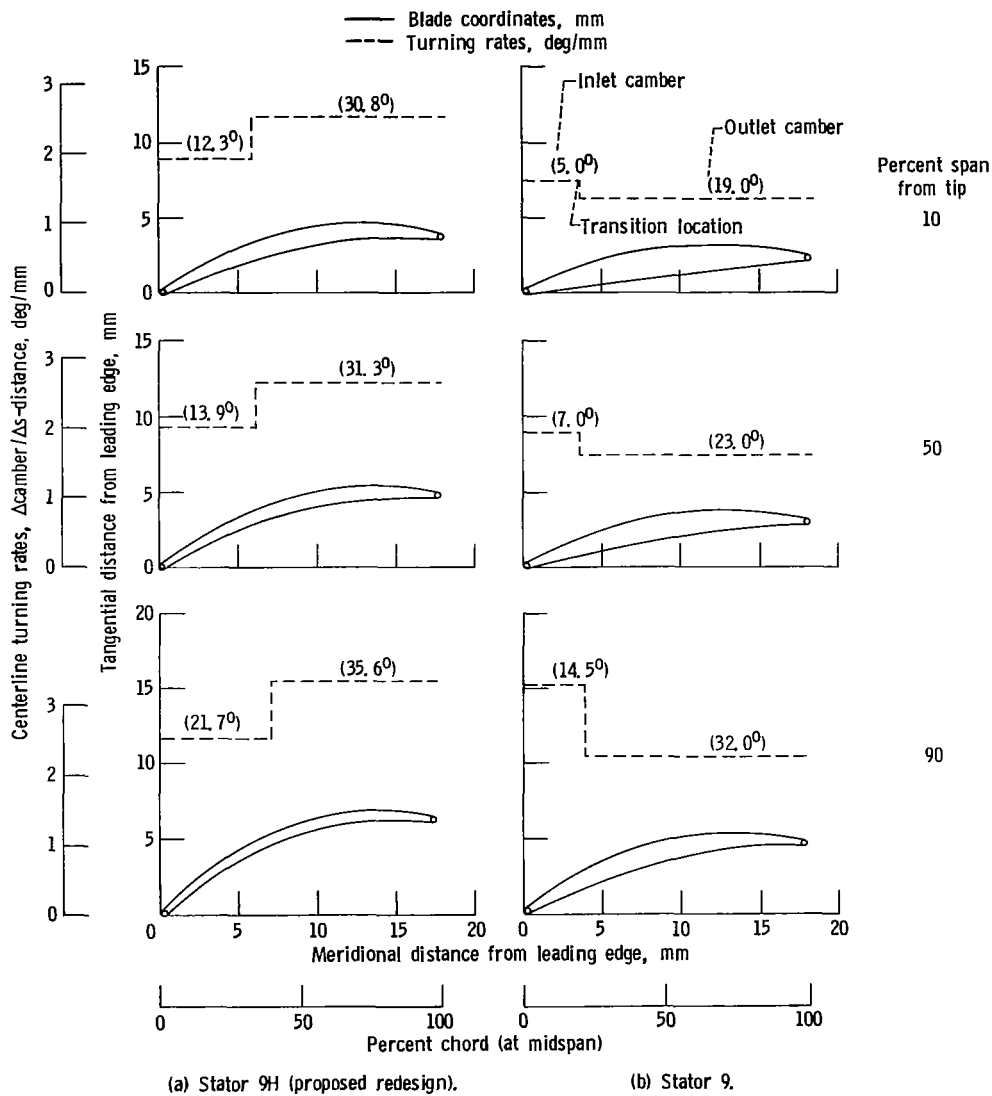 Blade coordinates, mm
Turning rates, deg/mm
Centerline turning rates, Δcamber/Δs-distance, deg/mm
Tangential distance from leading edge, mm
3
2
1
0
15
10
5
0
(12.3⁰)
(30.8⁰)
Inlet camber
Outlet camber
(5.0⁰)
(19.0⁰)
Transition location
Percent span
from tip
10
3
2
1
0
15
10
5
0
(13.9⁰)
(31.3⁰)
(7.0⁰)
(23.0⁰)
50
3
2
1
0
20
15
10
5
(21.7⁰)
(35.6⁰)
(14.5⁰)
(32.0⁰)
90
0 5 10 15 20
0 5 10 15 20
Meridional distance from leading edge, mm
0 50 100
0 50 100
Percent chord (at midspan)
(a) Stator 9H (proposed redesign).
(b) Stator 9.